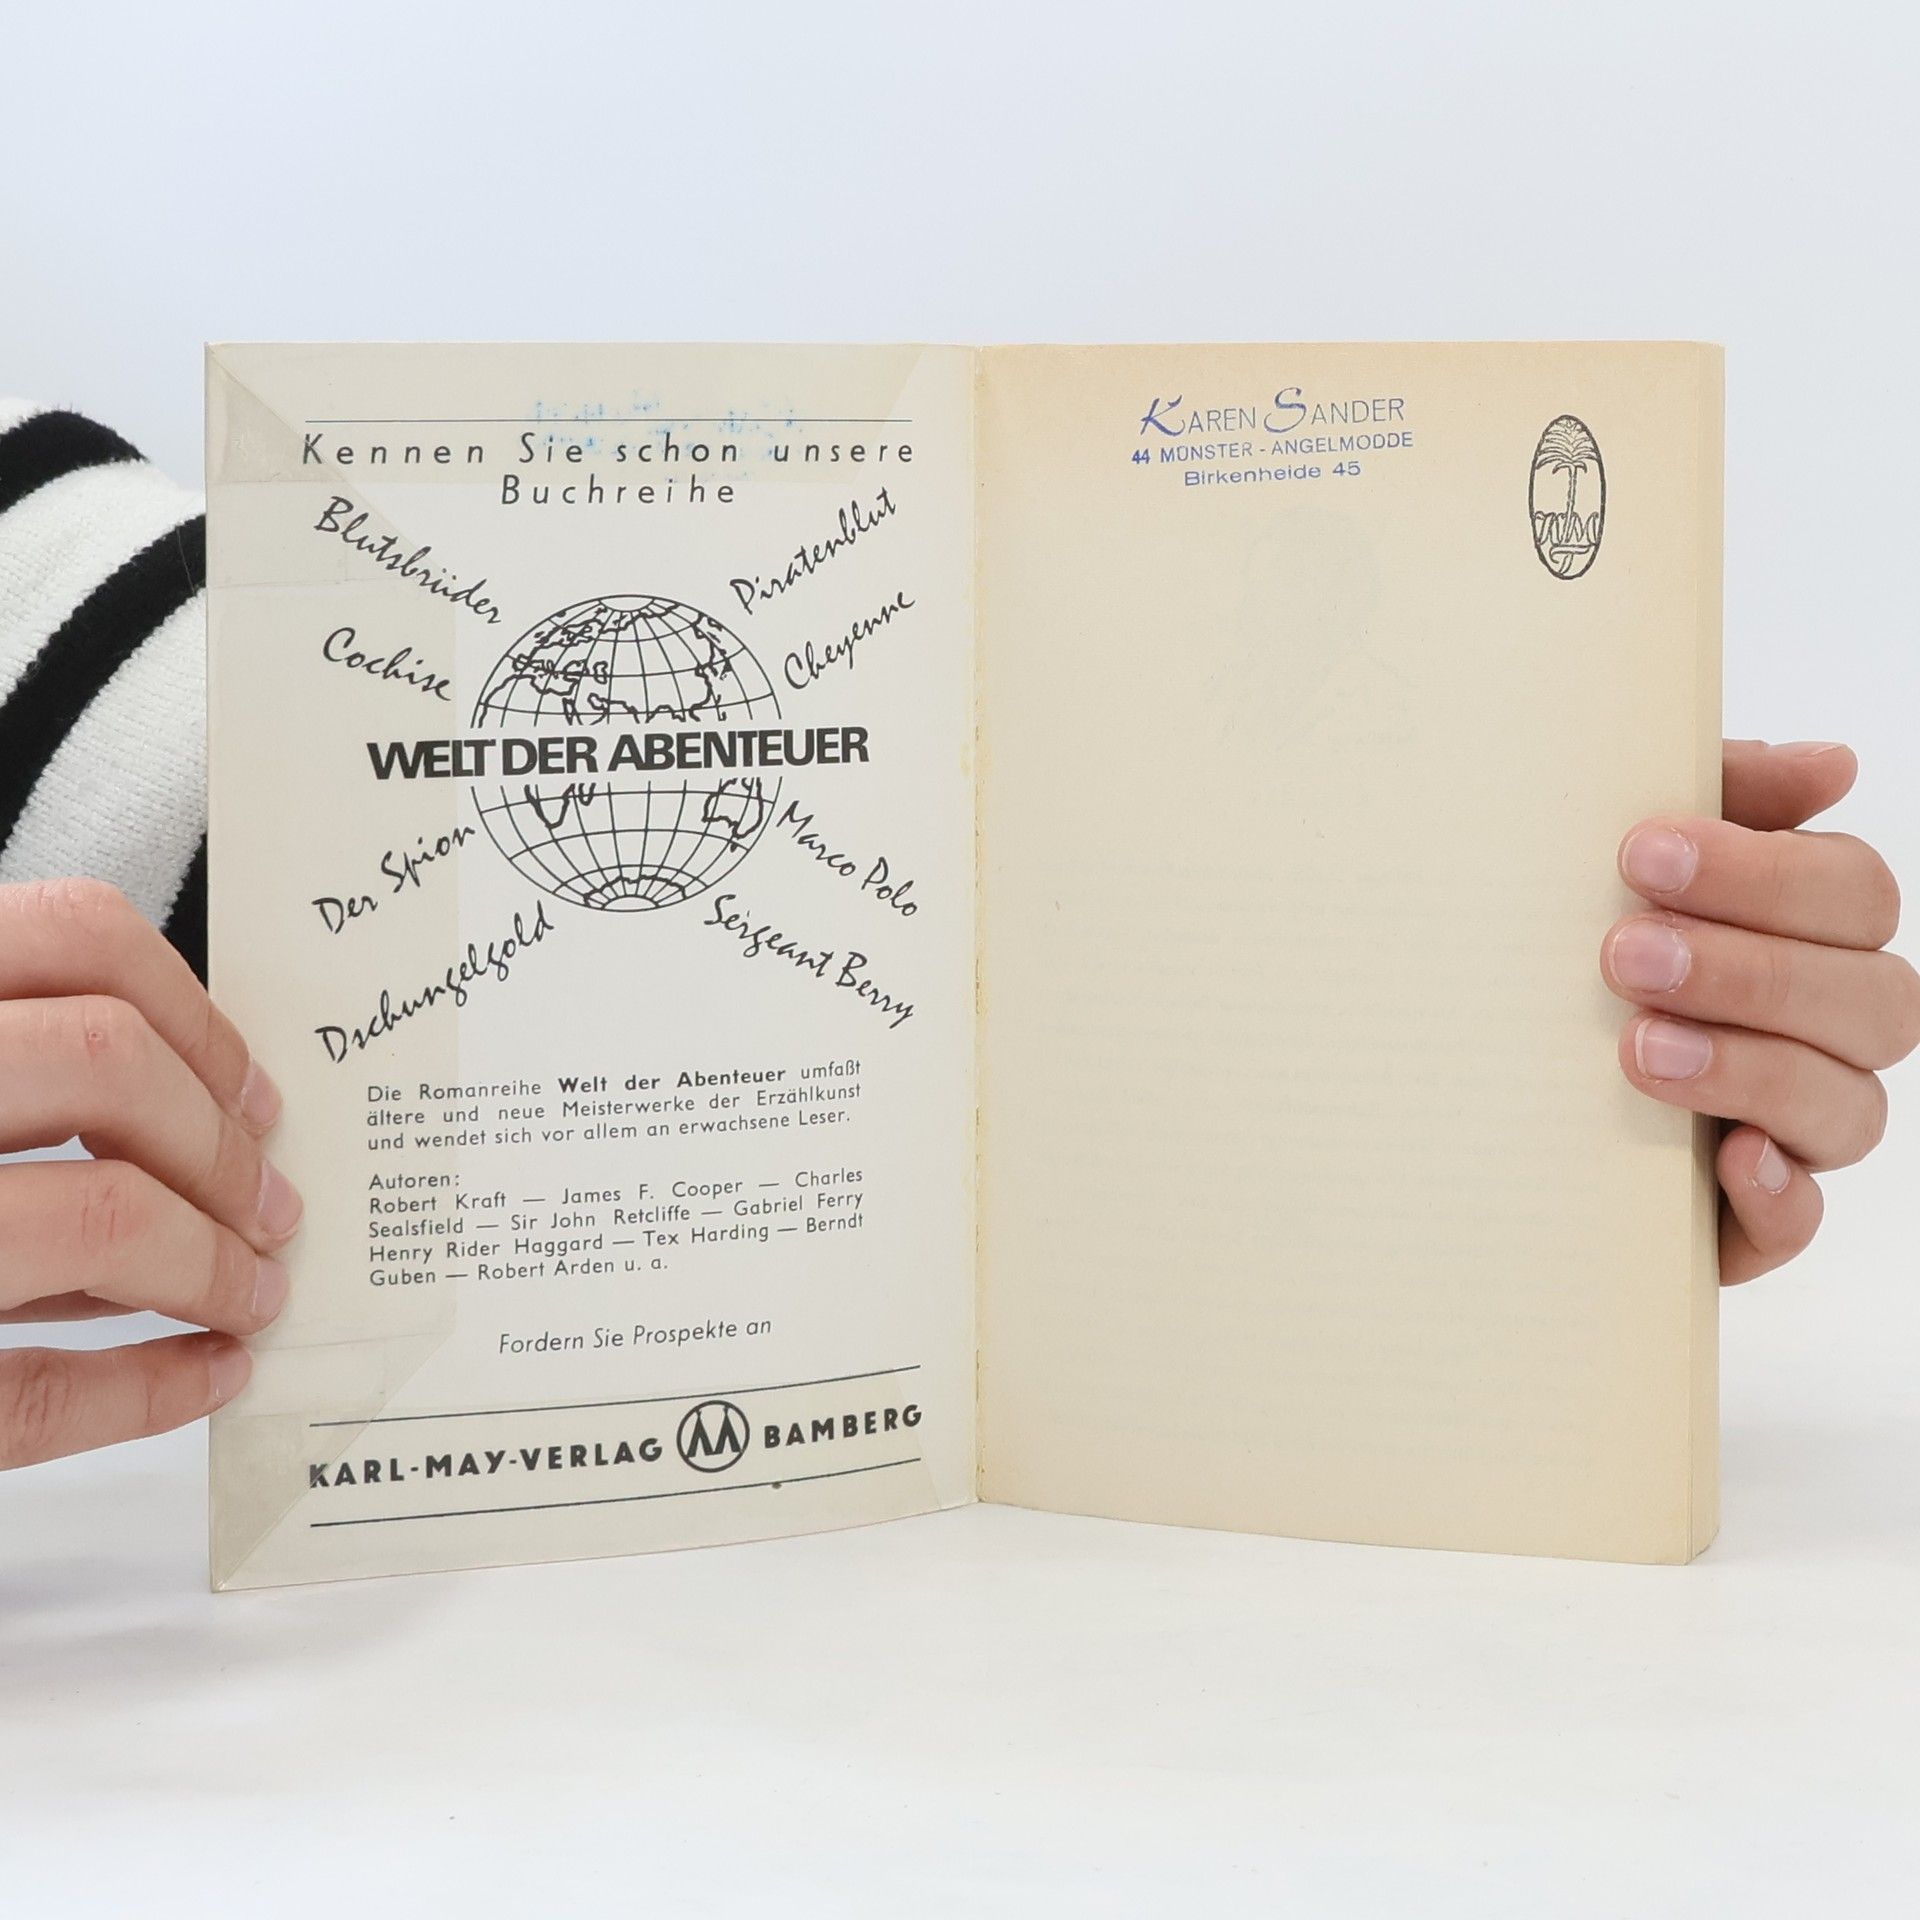 Kennen Sie schon unsere
Buchreihe
Blutsbrüder
Piratenblut
Cochise
Cheyenne
WELT DER ABENTEUER
Der Spion
Marco Polo
Dschungelgold
Sergeant Berry
Die Romanreihe Welt der Abenteuer umfaßt
ältere und neue Meisterwerke der Erzählkunst
und wendet sich vor allem an erwachsene Leser.
Autoren:
Robert Kraft — James F. Cooper — Charles
Sealsfield — Sir John Retcliffe — Gabriel Ferry
Henry Rider Haggard — Tex Harding — Berndt
Guben — Robert Arden u. a.
Fordern Sie Prospekte an
KARL-MAY-VERLAG BAMBERG
KAREN SANDER
44 MÜNSTER - ANGELMODDE
Birkenheide 45